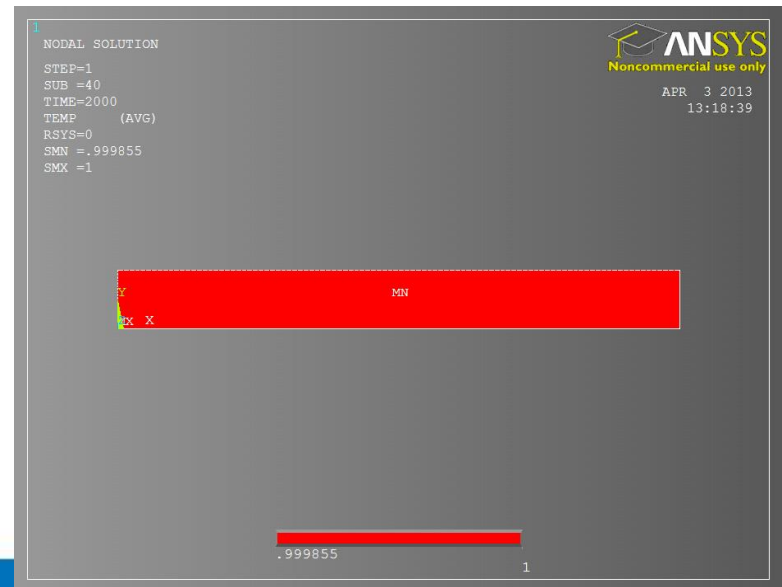 1
NODAL SOLUTION
STEP=1
SUB =40
TIME=2000
TEMP (AVG)
RSYS=0
SMN =.999855
SMX =1
ANSYS
Noncommercial use only
APR 3 2013
13:18:39
Y
MN
MX X
.999855
1